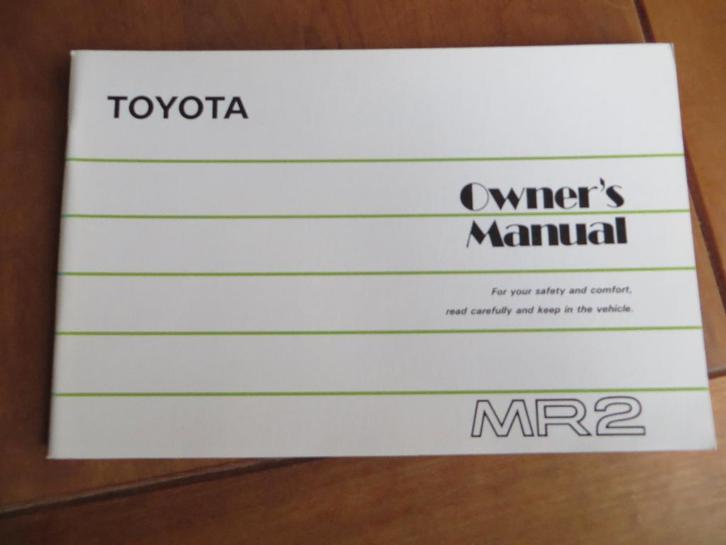 TOYOTA
Owner's
Manual
For your safety and comfort,
read carefully and keep in the vehicle.
MR2